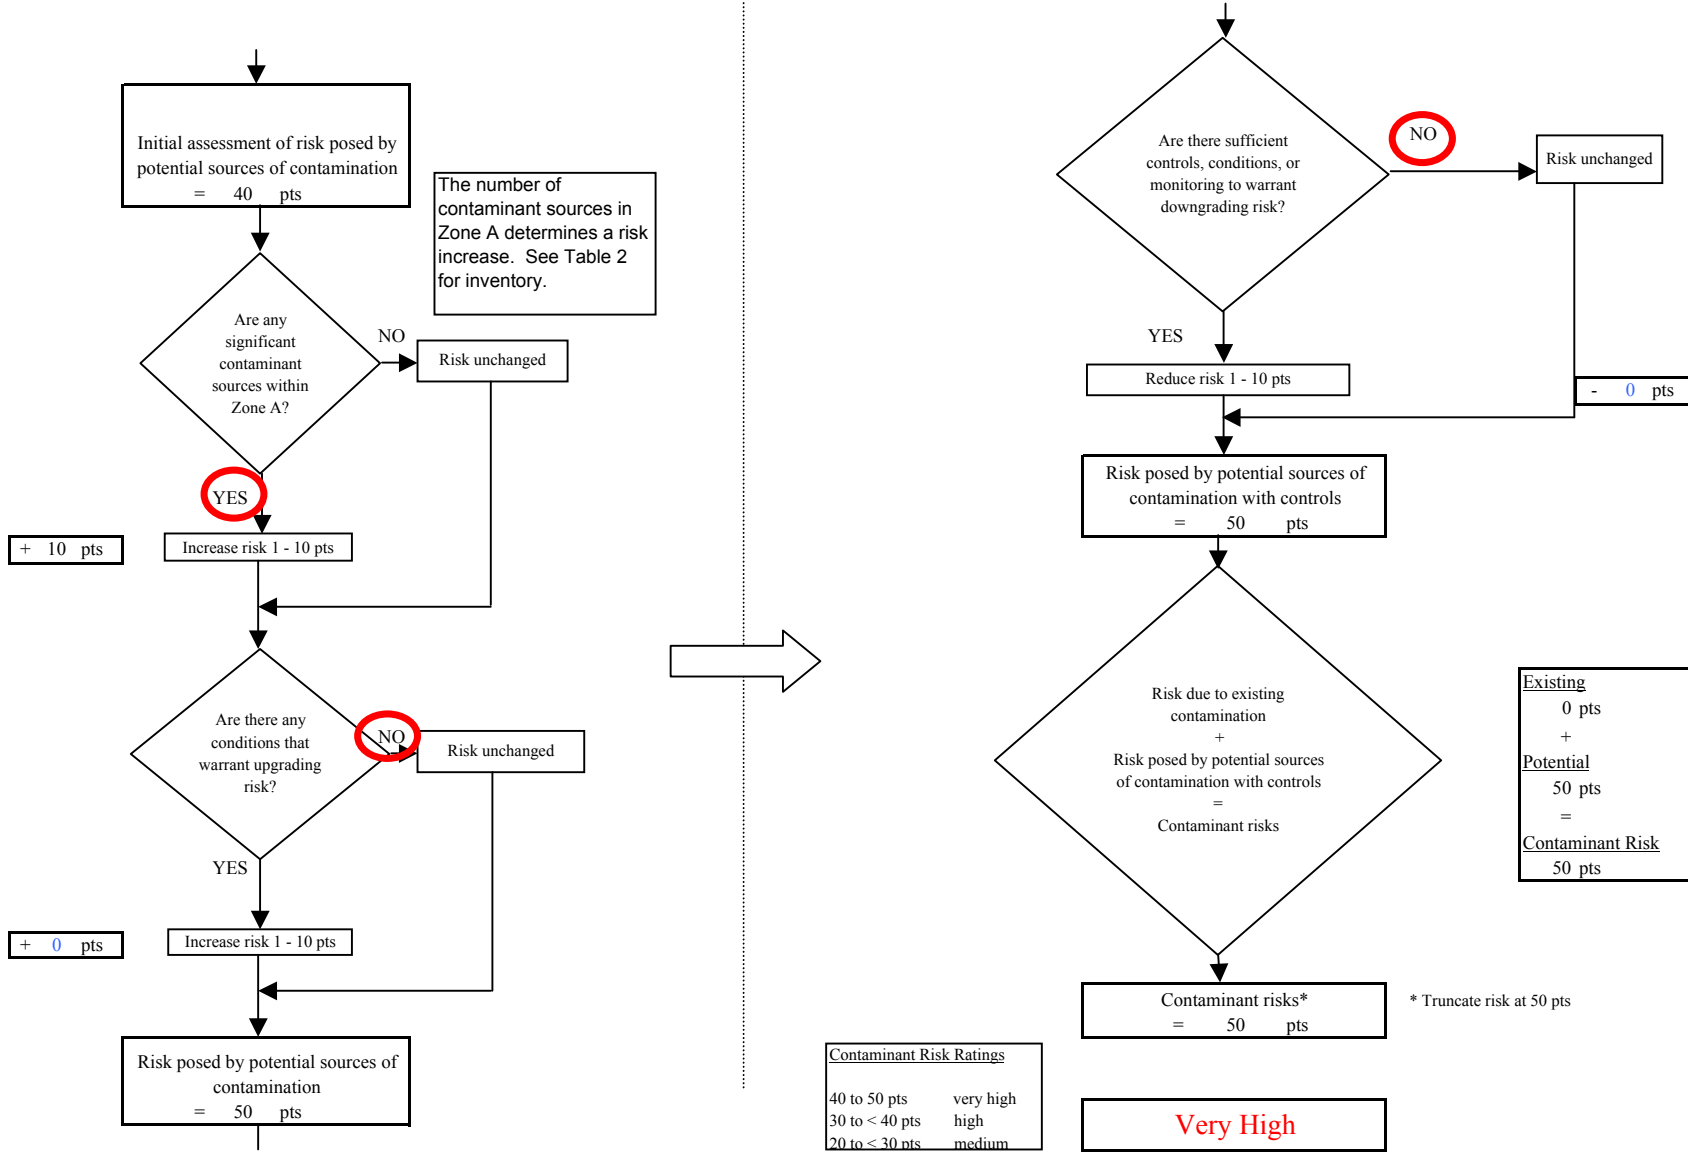 Initial assessment of risk posed by
potential sources of contamination
= 40 pts
The number of
contaminant sources in
Zone A determines a risk
increase. See Table 2
for inventory.
Are any
significant
contaminant
sources within
Zone A?
NO
Risk unchanged
YES
+ 10 pts
Increase risk 1 - 10 pts
Are there any
conditions that
warrant upgrading
risk?
NO
Risk unchanged
YES
+ 0 pts
Increase risk 1 - 10 pts
Risk posed by potential sources of
contamination
= 50 pts
Are there sufficient
controls, conditions, or
monitoring to warrant
downgrading risk?
NO
Risk unchanged
YES
Reduce risk 1 - 10 pts
- 0 pts
Risk posed by potential sources of
contamination with controls
= 50 pts
Risk due to existing
contamination
+
Risk posed by potential sources
of contamination with controls
=
Contaminant risks
Existing
0 pts
+
Potential
50 pts
=
Contaminant Risk
50 pts
Contaminant risks*
= 50 pts
* Truncate risk at 50 pts
Contaminant Risk Ratings
40 to 50 pts very high
30 to < 40 pts high
20 to < 30 pts medium
Very High